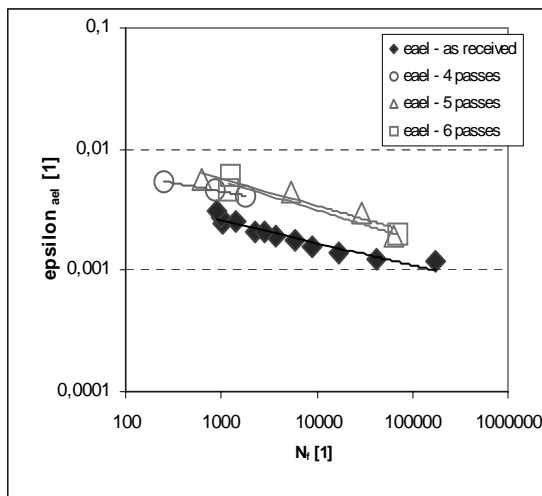 0,1
0,01
0,001
0,0001
epsilon ael [1]
eael - as received
eael - 4 passes
eael - 5 passes
eael - 6 passes
100 1000 10000 100000 1000000
Nf [1]